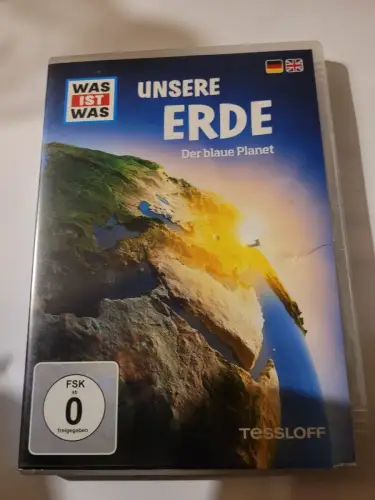 WAS
IST
WAS
UNSERE
ERDE
Der blaue Planet
FSK
ab
0
freigegeben
TESSLOFF